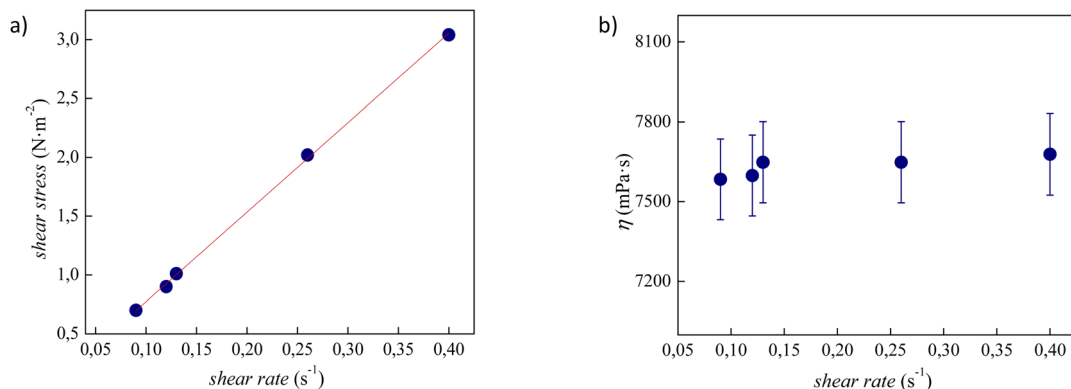 a)
3,0
2,5
2,0
1,5
1,0
0,5
shear stress (N·m⁻²)
0,05 0,10 0,15 0,20 0,25 0,30 0,35 0,40
shear rate (s⁻¹)
b)
8100
7800
7500
7200
η (mPa·s)
0,05 0,10 0,15 0,20 0,25 0,30 0,35 0,40
shear rate (s⁻¹)